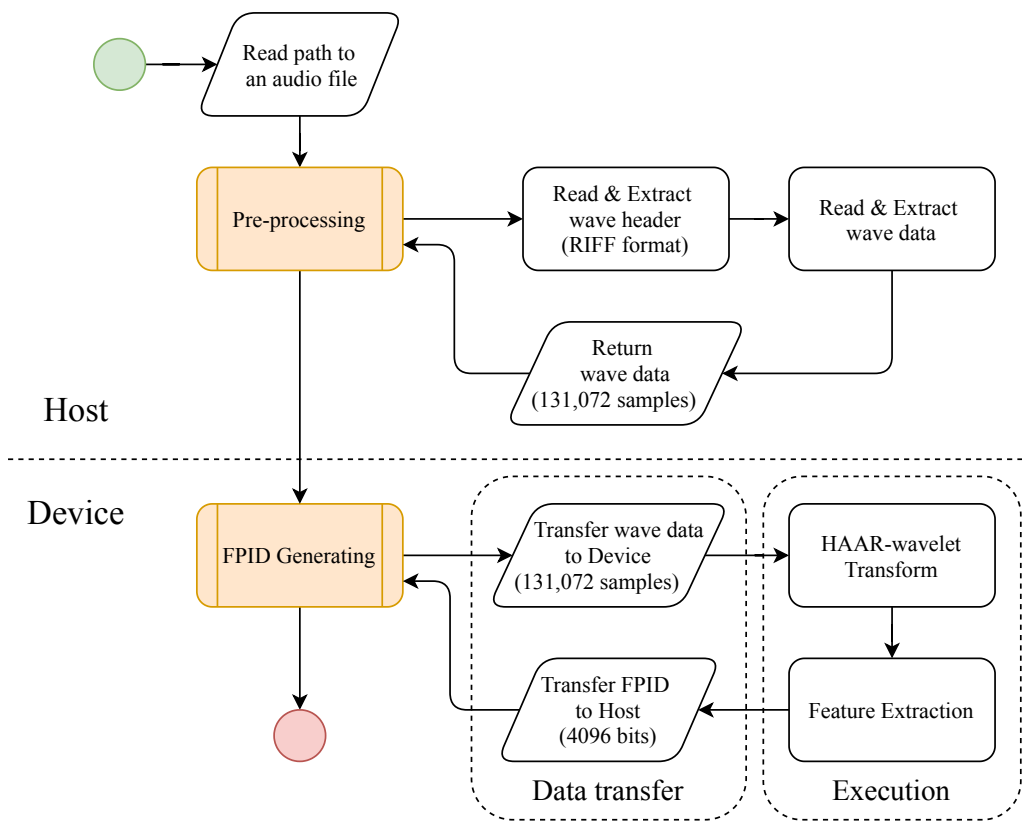 Read path to
an audio file
Pre-processing
Read & Extract
wave header
(RIFF format)
Read & Extract
wave data
Return
wave data
(131,072 samples)
Host
Device
FPID Generating
Transfer wave data
to Device
(131,072 samples)
HAAR-wavelet
Transform
Transfer FPID
to Host
(4096 bits)
Feature Extraction
Data transfer
Execution